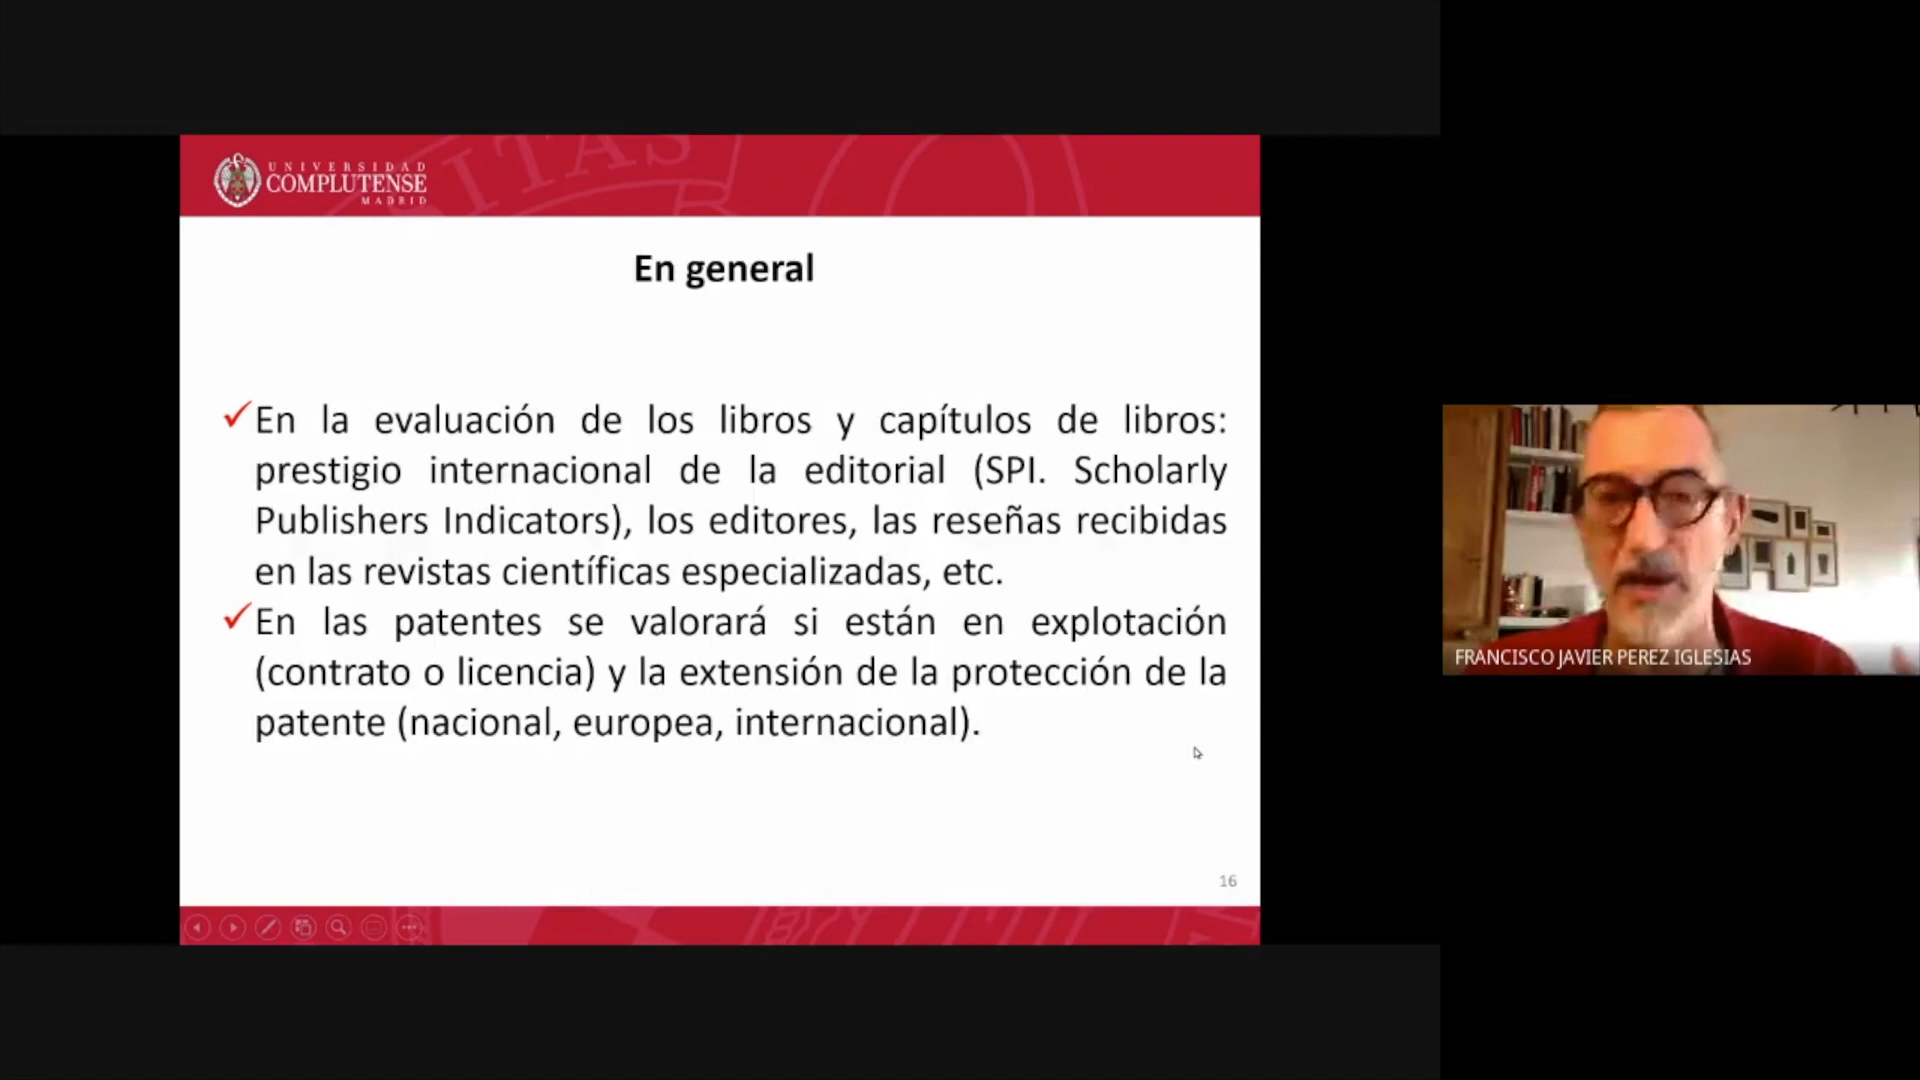 UNIVERSIDAD
COMPLUTENSE
MADRID
En general
✓En la evaluación de los libros y capítulos de libros:
prestigio internacional de la editorial (SPI. Scholarly
Publishers Indicators), los editores, las reseñas recibidas
en las revistas científicas especializadas, etc.
✓En las patentes se valorará si están en explotación
(contrato o licencia) y la extensión de la protección de la
patente (nacional, europea, internacional).
16
FRANCISCO JAVIER PEREZ IGLESIAS